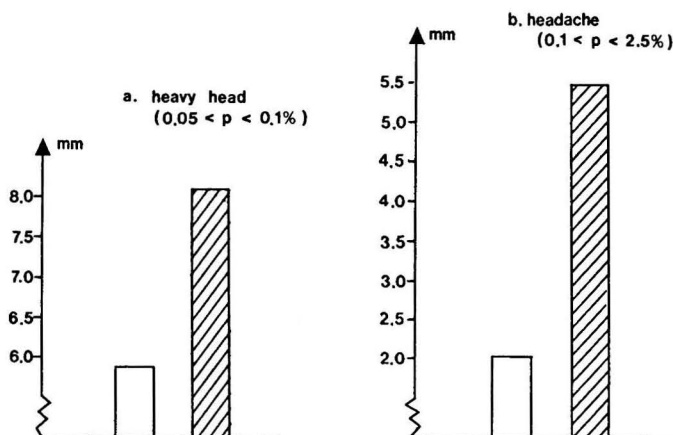 a. heavy head
(0.05 < p < 0.1%)
mm
8.0
7.5
7.0
6.5
6.0
b. headache
(0.1 < p < 2.5%)
mm
5.5
5.0
4.5
4.0
3.5
3.0
2.5
2.0